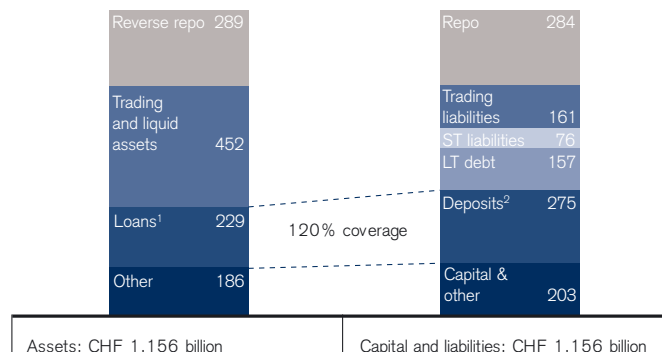 Reverse repo 289
Trading
and liquid
assets 452
Loans¹ 229
Other 186
120% coverage
Repo 284
Trading
liabilities 161
ST liabilities 76
LT debt 157
Deposits² 275
Capital &
other 203
Assets: CHF 1,156 billion
Capital and liabilities: CHF 1,156 billion